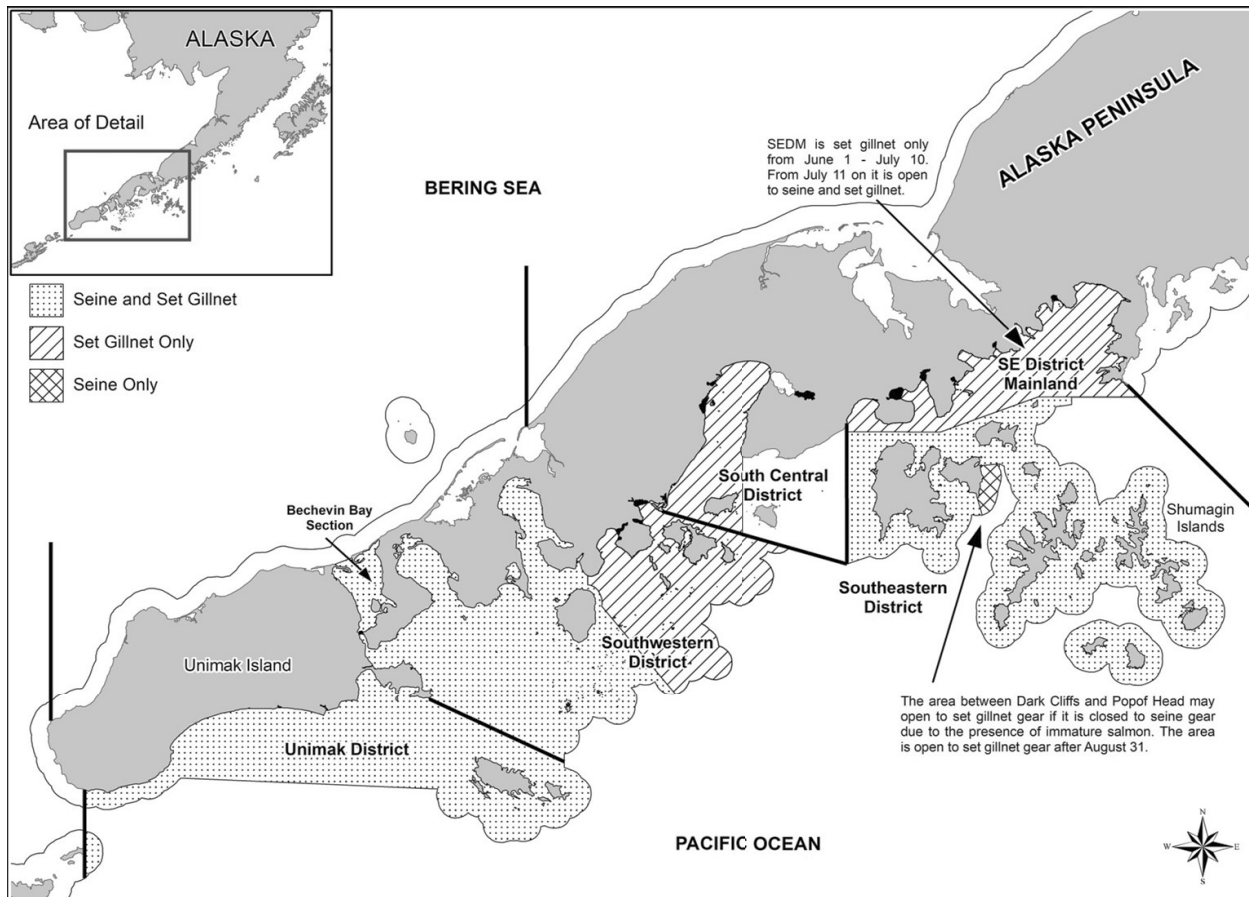 ALASKA
Area of Detail
Seine and Set Gillnet
Set Gillnet Only
Seine Only
BERING SEA
ALASKA PENINSULA
SEDM is set gillnet only
from June 1 - July 10.
From July 11 on it is open
to seine and set gillnet.
SE District
Mainland
South Central
District
Bechevin Bay
Section
Shumagin
Islands
Southeastern
District
Southwestern
District
Unimak Island
Unimak District
The area between Dark Cliffs and Popof Head may
open to set gillnet gear if it is closed to seine gear
due to the presence of immature salmon. The area
is open to set gillnet gear after August 31.
PACIFIC OCEAN
N
W
E
S